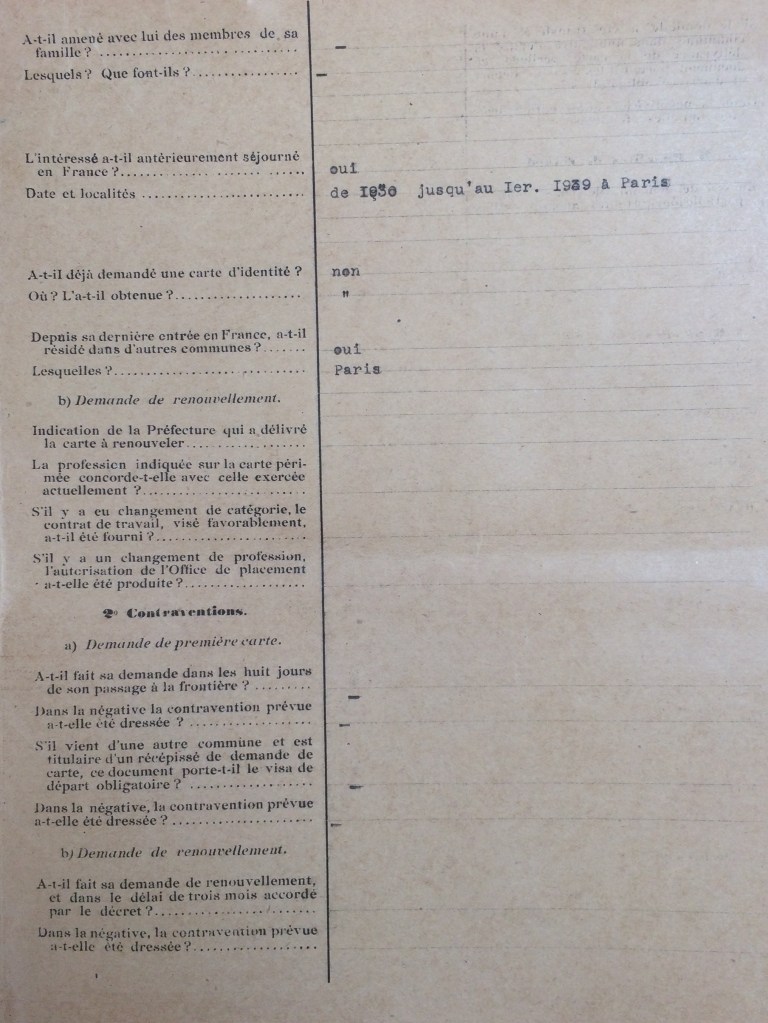 A-t-il amené avec lui des membres de sa
famille ? ........................... –
Lesquels ? Que font-ils ? ................ –
L'intéressé a-t-il antérieurement séjourné
en France ?........................... oui
Date et localités ....................... de 1930 jusqu'au Ier. I939 à Paris
A-t-il déjà demandé une carte d'identité ? non
Où ? L'a-t-il obtenue ?................... "
Depuis sa dernière entrée en France, a-t-il
résidé dans d'autres communes ?....... oui
Lesquelles ?............................. Paris
b) Demande de renouvellement.
Indication de la Préfecture qui a délivré
la carte à renouveler..................
La profession indiquée sur la carte péri-
mée concorde-t-elle avec celle exercée
actuellement ?........................
S'il y a eu changement de catégorie, le
contrat de travail, visé favorablement,
a-t-il été fourni ?......................
S'il y a un changement de profession,
l'autorisation de l'Office de placement
a-t-elle été produite ?..................
2° Contraventions.
a) Demande de première carte.
A-t-il fait sa demande dans les huit jours
de son passage à la frontière ? ......... –
Dans la négative la contravention prévue
a-t-elle été dressée ? .................. –
S'il vient d'une autre commune et est
titulaire d'un récépissé de demande de
carte, ce document porte-t-il le visa de
départ obligatoire ? ................... –
Dans la négative, la contravention prévue
a-t-elle été dressée ? .................... –
b) Demande de renouvellement.
A-t-il fait sa demande de renouvellement,
et dans le délai de trois mois accordé
par le décret ?.......................
Dans la négative, la contravention prévue
a-t-elle été dressée ?..................